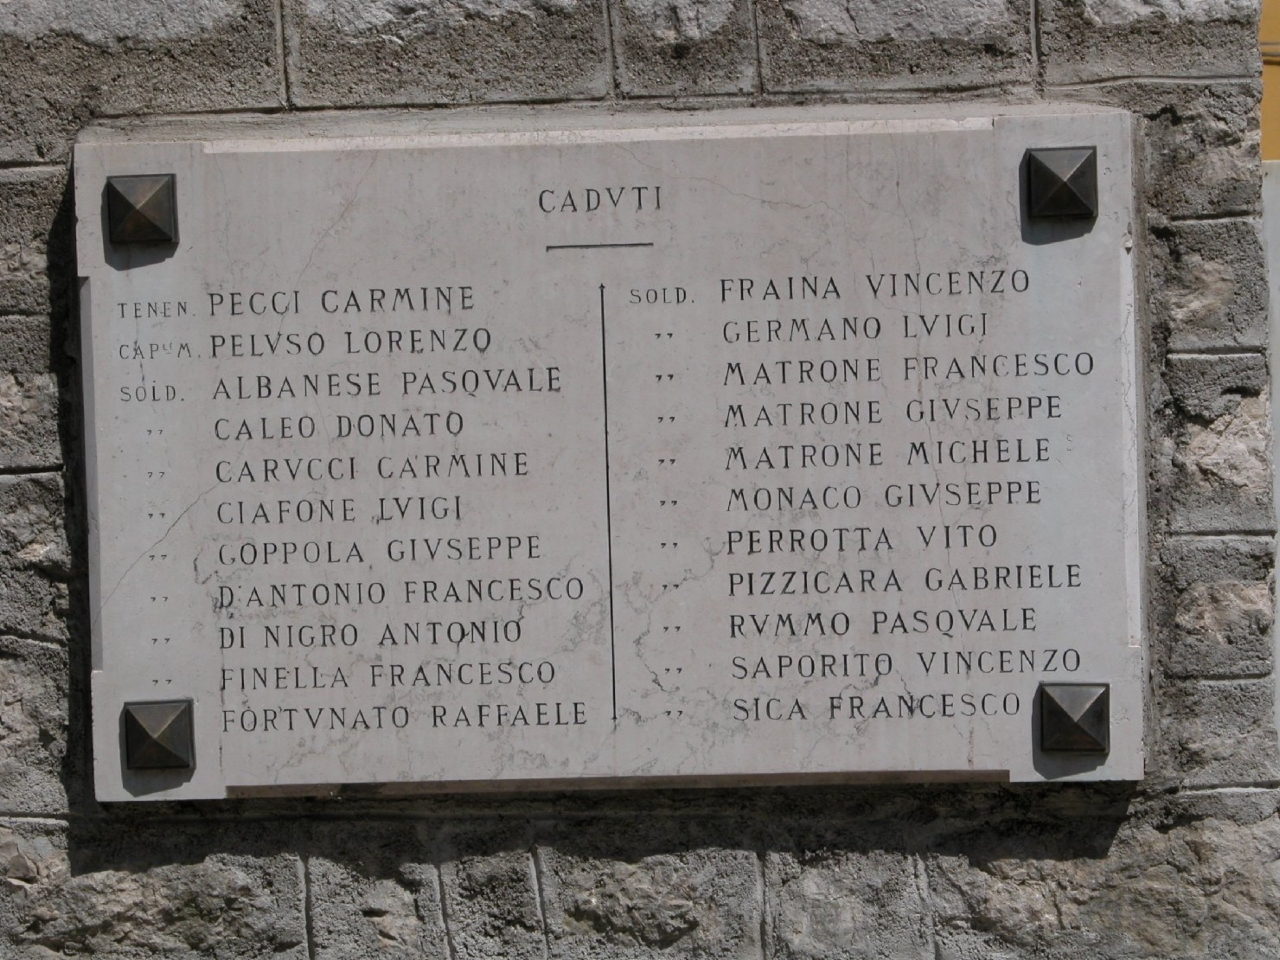 CADVTI
TENEN. PECCI CARMINE
CAP.M. PELVSO LORENZO
SOLD. ALBANESE PASQVALE
" CALEO DONATO
" CARVCCI CARMINE
" CIAFONE LVIGI
" COPPOLA GIVSEPPE
" D'ANTONIO FRANCESCO
" DI NIGRO ANTONIO
" FINELLA FRANCESCO
FORTVNATO RAFFAELE
SOLD. FRAINA VINCENZO
" GERMANO LVIGI
" MATRONE FRANCESCO
" MATRONE GIVSEPPE
" MATRONE MICHELE
" MONACO GIVSEPPE
" PERROTTA VITO
" PIZZICARA GABRIELE
" RVMMO PASQVALE
" SAPORITO VINCENZO
" SICA FRANCESCO